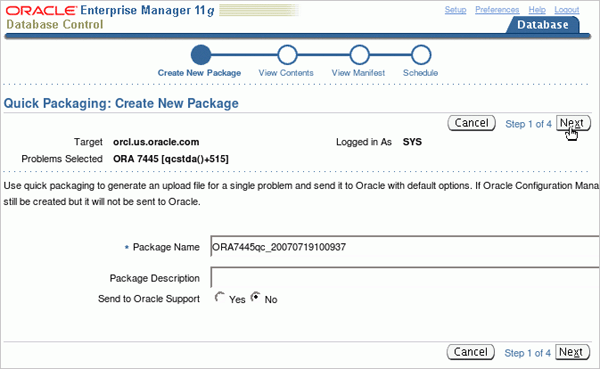 ORACLE Enterprise Manager 11g
Database Control
Setup Preferences Help Logout
Database
Create New Package View Contents View Manifest Schedule
Quick Packaging: Create New Package
Cancel Step 1 of 4 Next
Target orcl.us.oracle.com Logged in As SYS
Problems Selected ORA 7445 [qcstda()+515]
Use quick packaging to generate an upload file for a single problem and send it to Oracle with default options. If Oracle Configuration Mana
still be created but it will not be sent to Oracle.
* Package Name ORA7445qc_20070719100937
Package Description
Send to Oracle Support Yes No
Cancel Step 1 of 4 Next